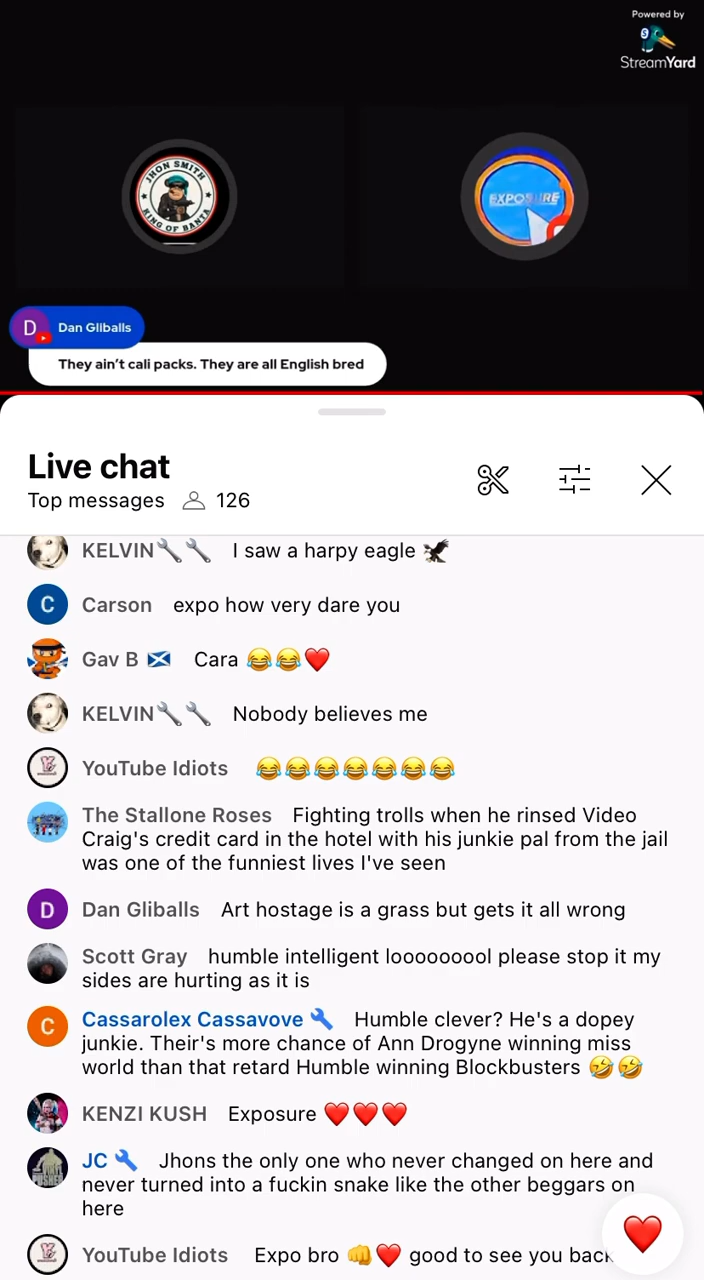 Powered by
StreamYard
JHON SMITH
KING OF BANTA
EXPOSURE
D
Dan Gliballs
They ain't cali packs. They are all English bred
Live chat
Top messages 126
KELVIN🔧🔧 I saw a harpy eagle 🦅
C Carson expo how very dare you
Gav B 🏴󠁧󠁢󠁳󠁣󠁴󠁿 Cara 😂😂❤️
KELVIN🔧🔧 Nobody believes me
YouTube Idiots 😂😂😂😂😂😂😂
The Stallone Roses Fighting trolls when he rinsed Video
Craig's credit card in the hotel with his junkie pal from the jail
was one of the funniest lives I've seen
D Dan Gliballs Art hostage is a grass but gets it all wrong
Scott Gray humble intelligent looooooool please stop it my
sides are hurting as it is
C Cassarolex Cassavove 🔧 Humble clever? He's a dopey
junkie. Their's more chance of Ann Drogyne winning miss
world than that retard Humble winning Blockbusters 🤣🤣
KENZI KUSH Exposure ❤️❤️❤️
JC 🔧 Jhons the only one who never changed on here and
never turned into a fuckin snake like the other beggars on
here
YouTube Idiots Expo bro 👊❤️ good to see you back